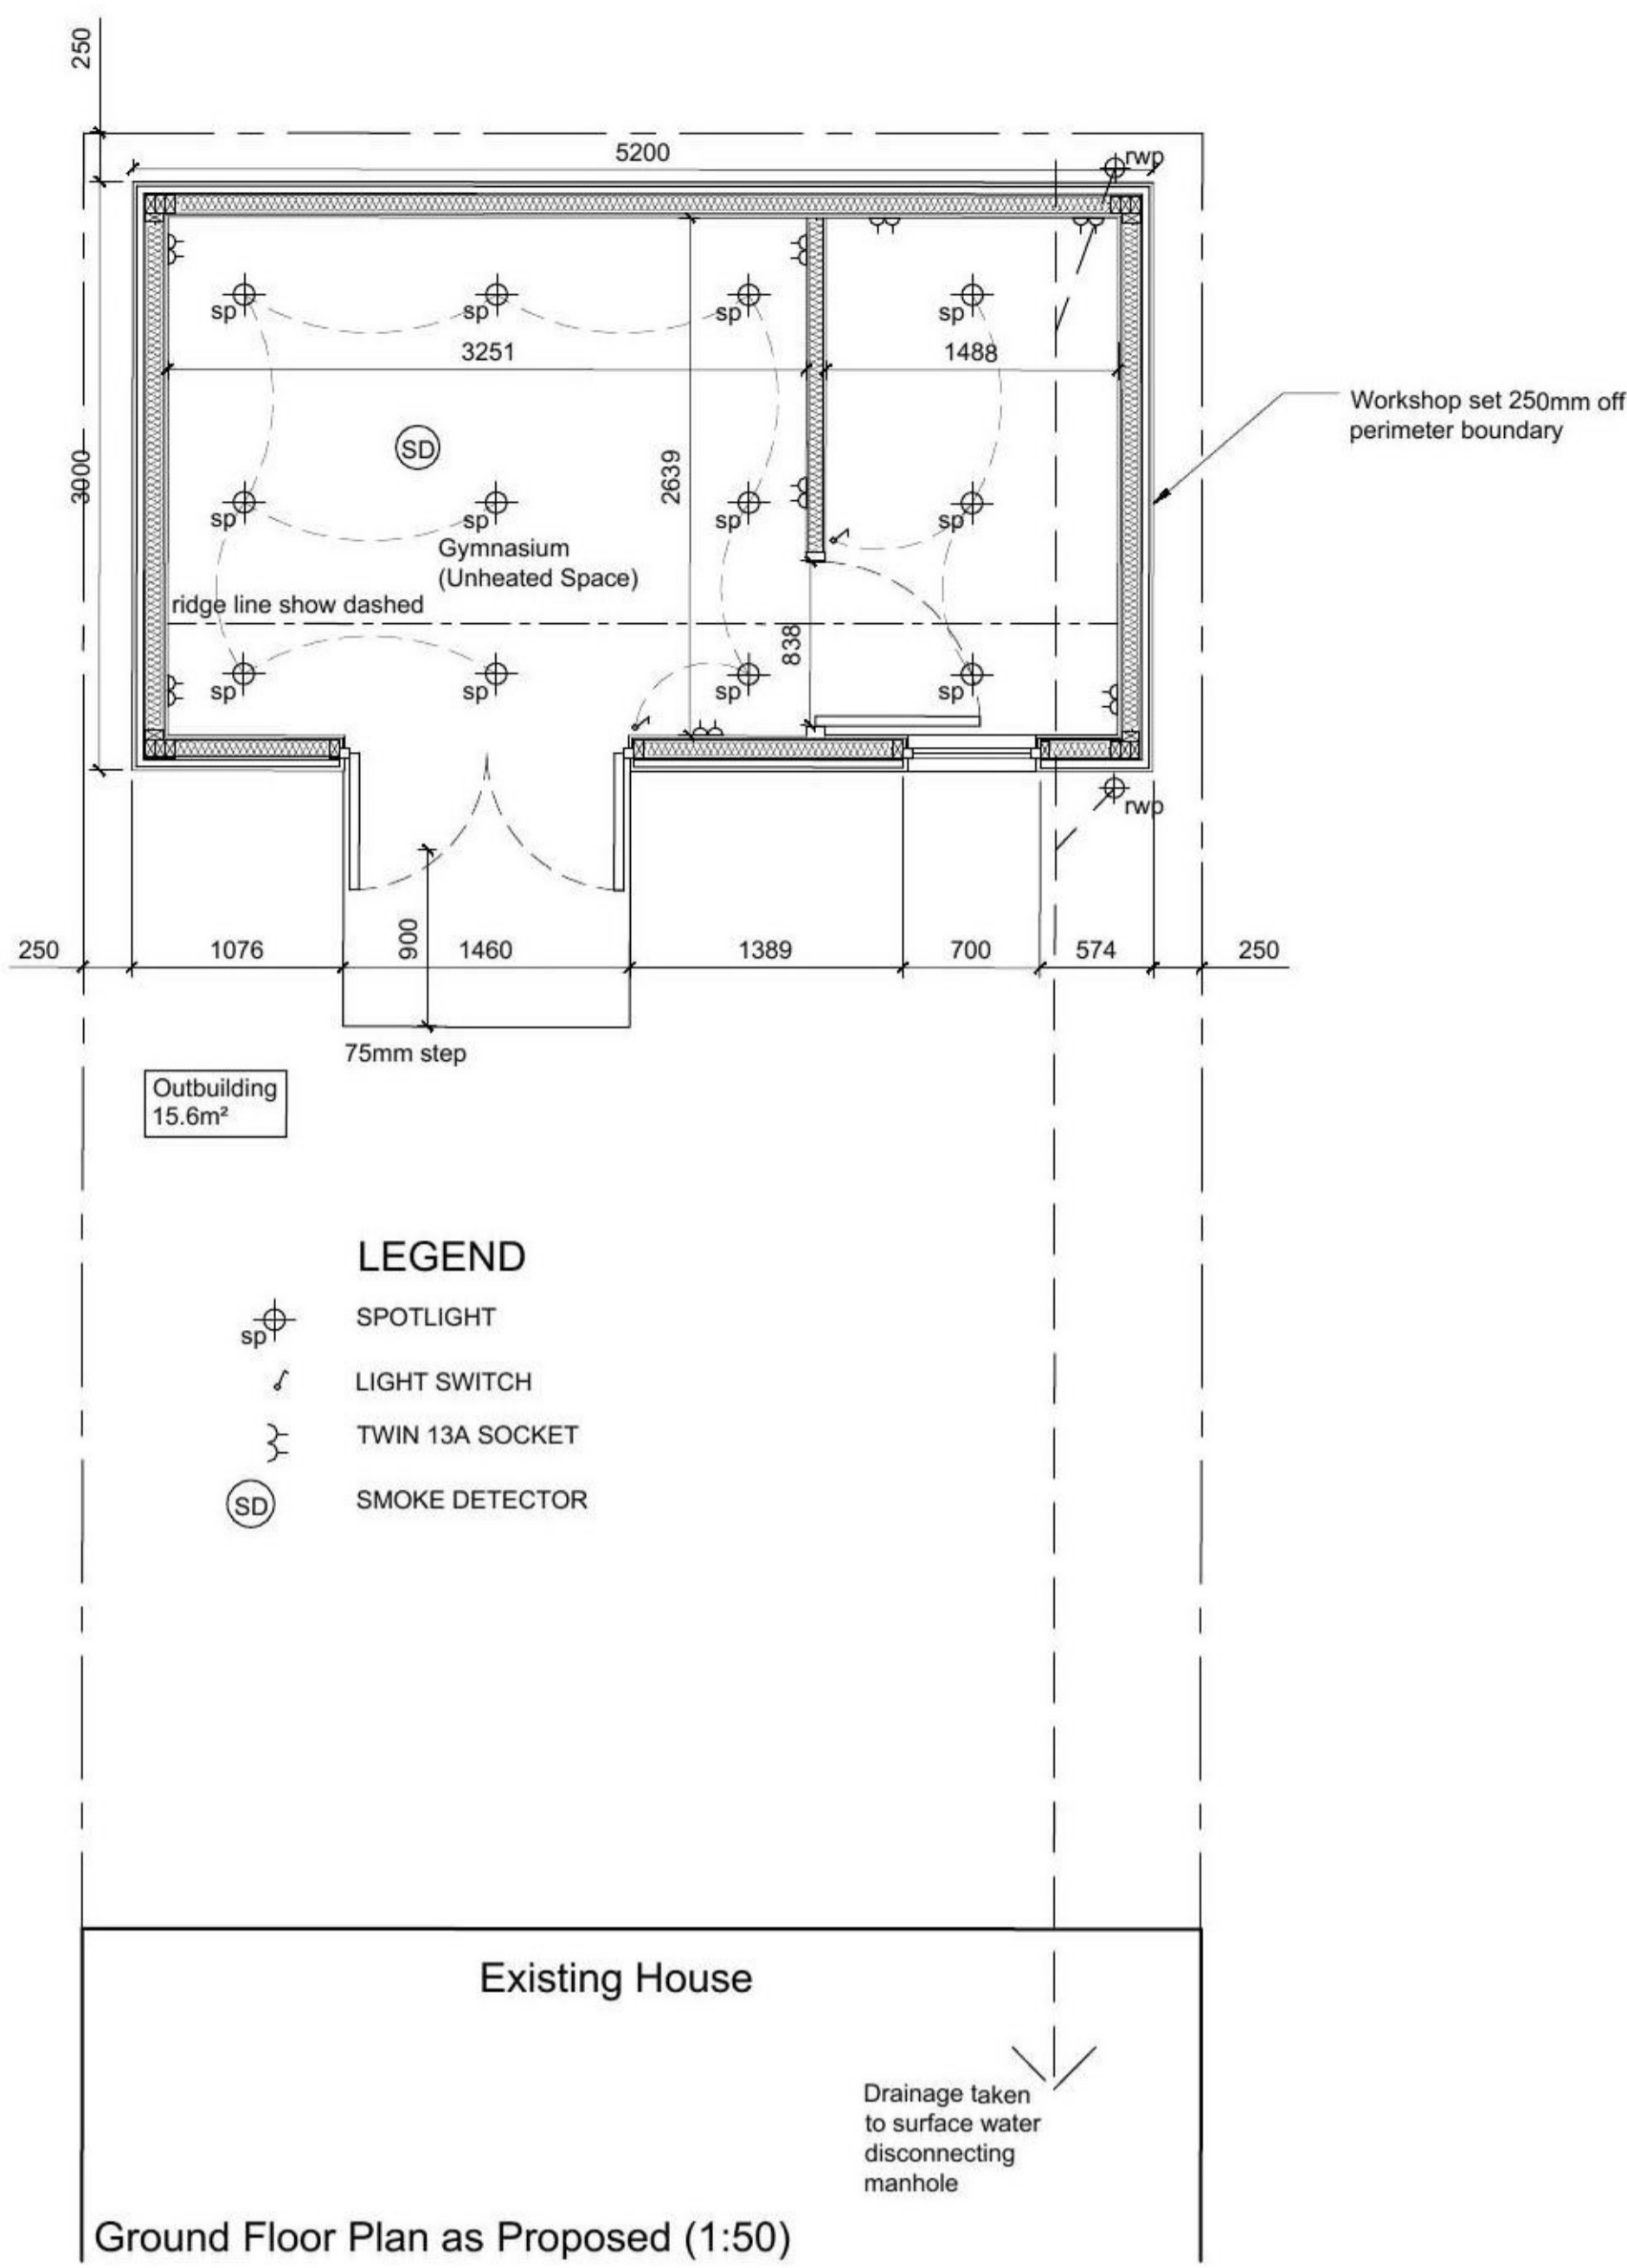 250
5200
rwp
sp
sp
sp
sp
3251
1488
Workshop set 250mm off
perimeter boundary
SD
3000
2639
sp
sp
sp
sp
Gymnasium
(Unheated Space)
ridge line show dashed
838
sp
sp
sp
sp
rwp
250
1076
900
1460
1389
700
574
250
75mm step
Outbuilding
15.6m²
LEGEND
sp
SPOTLIGHT
LIGHT SWITCH
TWIN 13A SOCKET
SD
SMOKE DETECTOR
Existing House
Drainage taken
to surface water
disconnecting
manhole
Ground Floor Plan as Proposed (1:50)